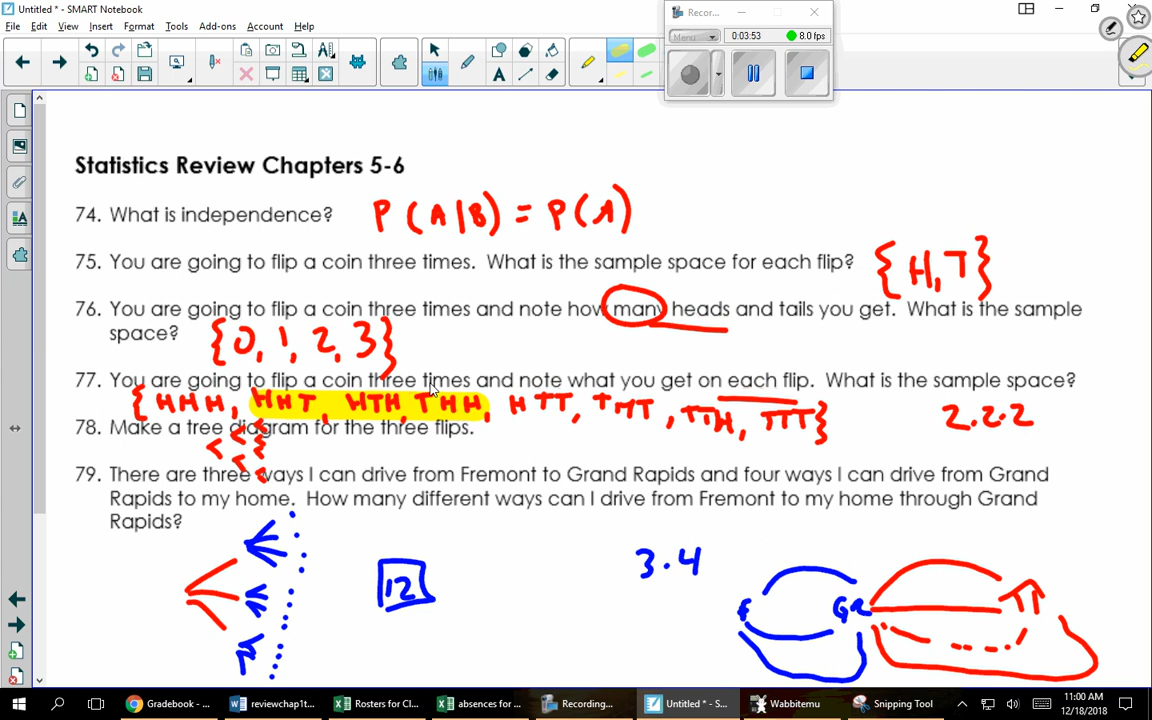 Untitled * - SMART Notebook
Recor...
File Edit View Insert Format Tools Add-ons Account Help
Menu 0:03:53 8.0 fps
Statistics Review Chapters 5-6
74. What is independence? P(A|B) = P(A)
75. You are going to flip a coin three times. What is the sample space for each flip? {H,T}
76. You are going to flip a coin three times and note how many heads and tails you get. What is the sample
space? {0, 1, 2, 3}
77. You are going to flip a coin three times and note what you get on each flip. What is the sample space?
{HHH, HHT, HTH, THH, HTT, THT, TTH, TTT} 2.2.2
78. Make a tree diagram for the three flips.
79. There are three ways I can drive from Fremont to Grand Rapids and four ways I can drive from Grand
Rapids to my home. How many different ways can I drive from Fremont to my home through Grand
Rapids?
12 3.4
F GR
Gradebook - ... reviewchap1t... Rosters for Cl... absences for ... Recording... Untitled * - S... Wabbitemu Snipping Tool
11:00 AM
12/18/2018